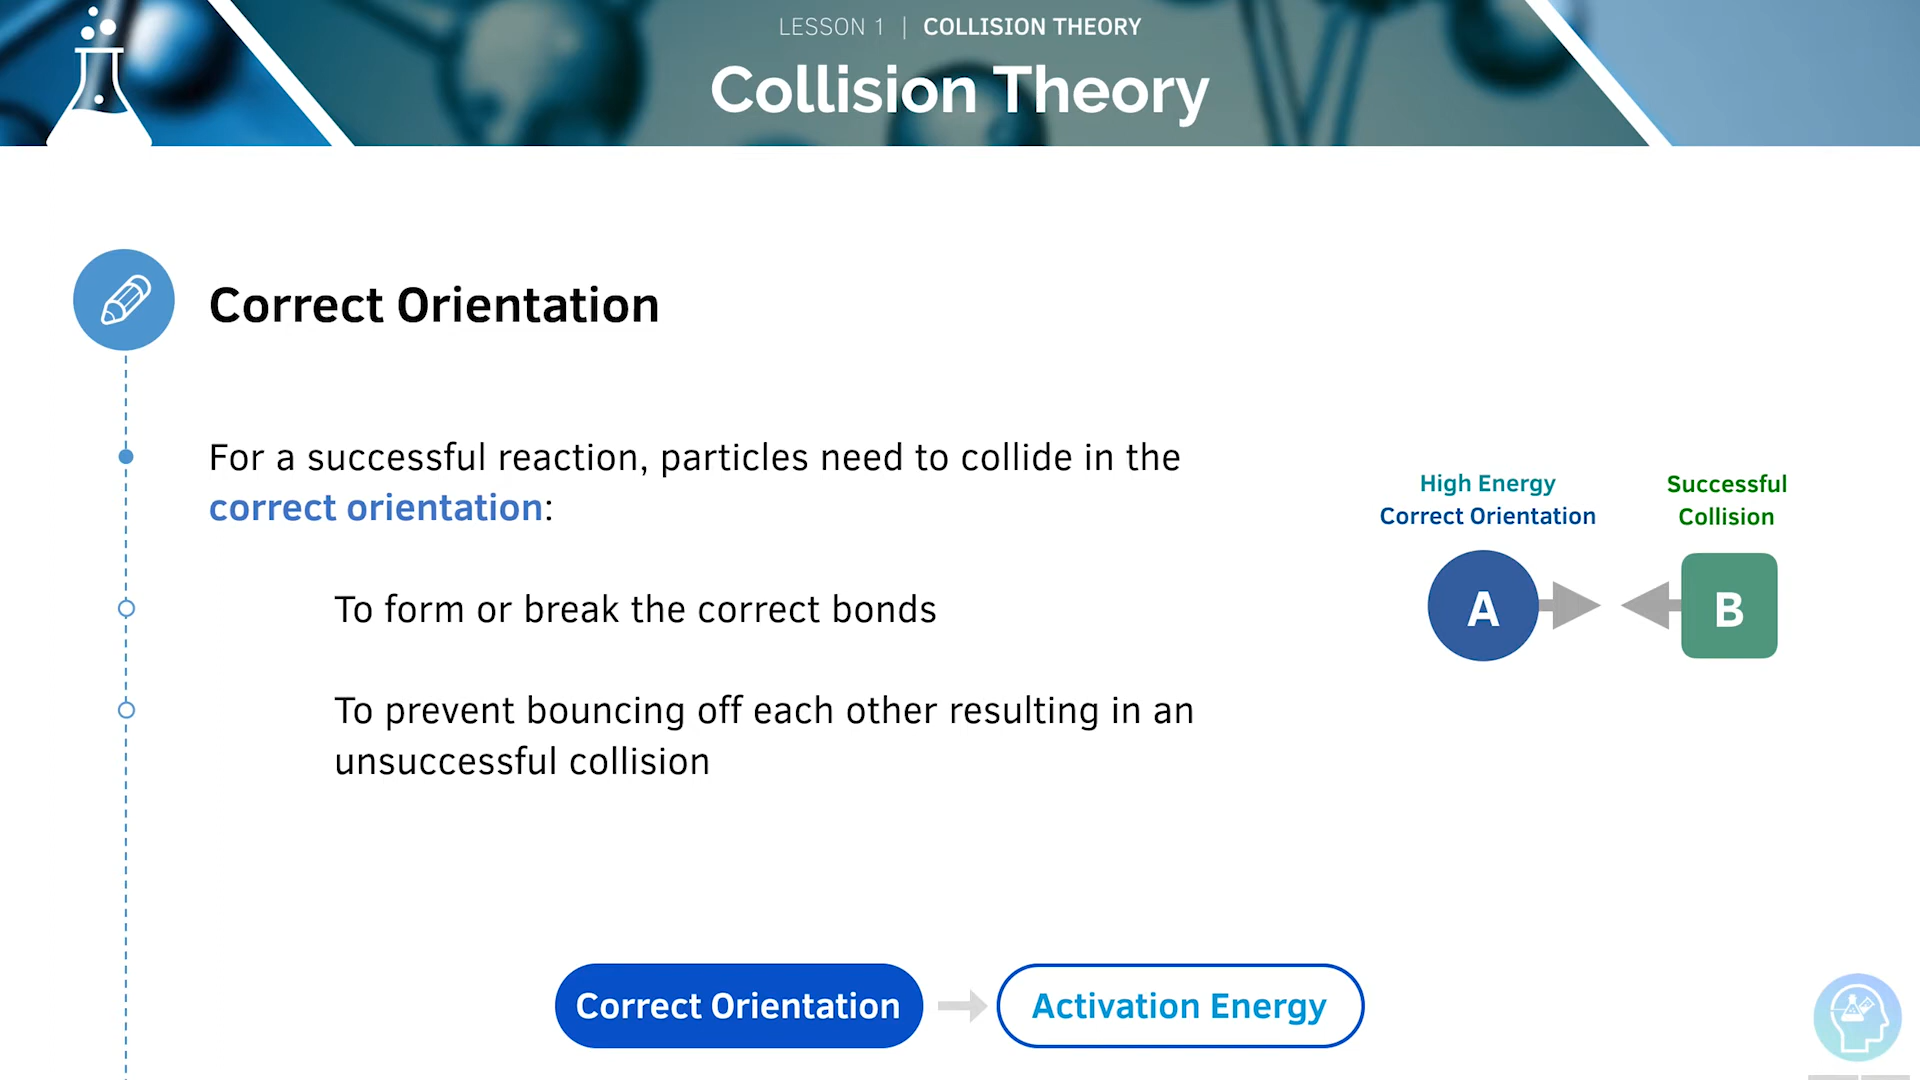 LESSON 1 | COLLISION THEORY
Collision Theory
Correct Orientation
For a successful reaction, particles need to collide in the
correct orientation:
To form or break the correct bonds
To prevent bouncing off each other resulting in an
unsuccessful collision
High Energy
Correct Orientation
Successful
Collision
A
B
Correct Orientation
Activation Energy